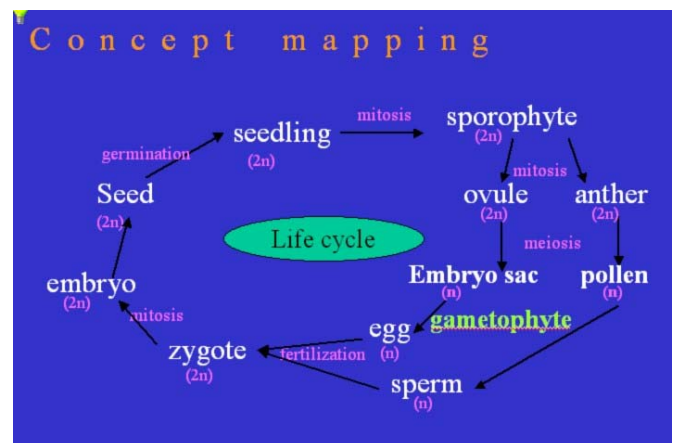 Concept mapping
mitosis
sporophyte
seedling
(2n)
(2n)
germination
mitosis
Seed
ovule
anther
(2n)
(2n)
(2n)
Life cycle
meiosis
embryo
Embryo sac
pollen
(2n)
(n)
(n)
mitosis
gametophyte
egg
zygote
fertilization
(n)
(2n)
sperm
(n)